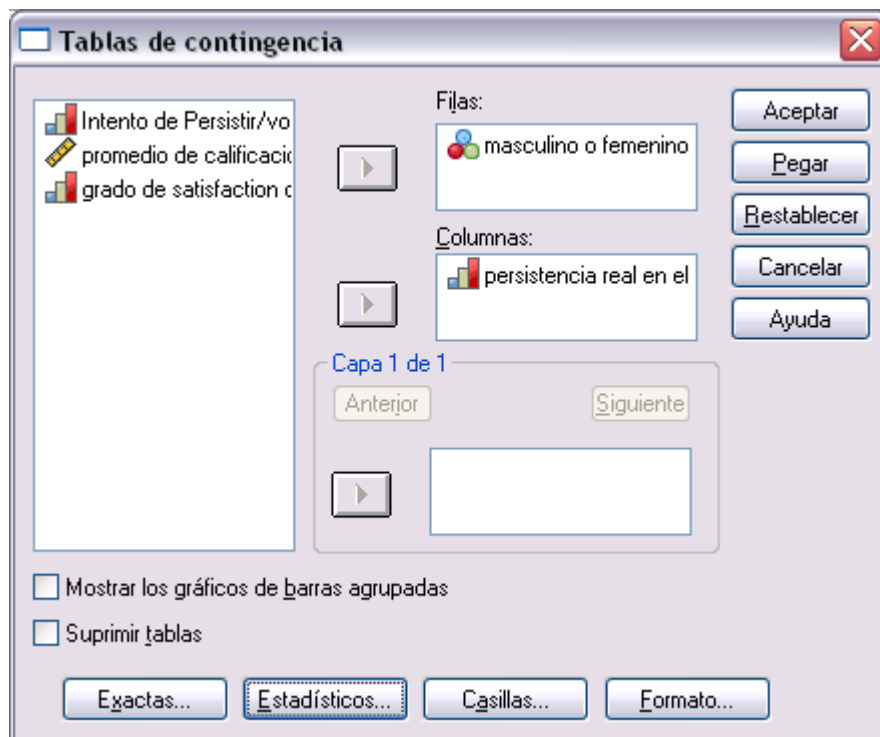 Tablas de contingencia
Intento de Persistir/vo
promedio de calificacio
grado de satisfaction c
Filas:
masculino o femenino
Columnas:
persistencia real en el
Capa 1 de 1
Anterior
Siguiente
Aceptar
Pegar
Restablecer
Cancelar
Ayuda
Mostrar los gráficos de barras agrupadas
Suprimir tablas
Exactas...
Estadísticos...
Casillas...
Formato...